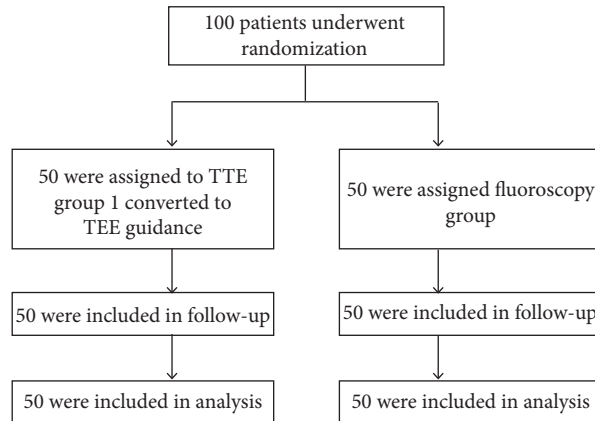 100 patients underwent
randomization
50 were assigned to TTE
group 1 converted to
TEE guidance
50 were assigned fluoroscopy
group
50 were included in follow-up
50 were included in follow-up
50 were included in analysis
50 were included in analysis